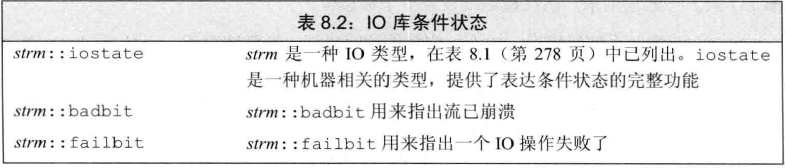 表 8.2：IO 库条件状态
strm::iostate strm 是一种 IO 类型，在表 8.1（第 278 页）中已列出。iostate
是一种机器相关的类型，提供了表达条件状态的完整功能
strm::badbit strm::badbit 用来指出流已崩溃
strm::failbit strm::failbit 用来指出一个 IO 操作失败了